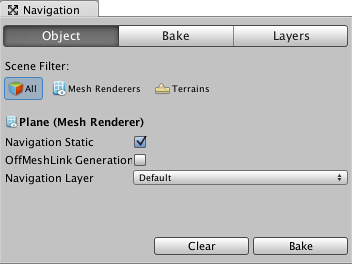 Navigation
Object Bake Layers
Scene Filter:
All Mesh Renderers Terrains
Plane (Mesh Renderer)
Navigation Static
OffMeshLink Generation
Navigation Layer Default
Clear Bake